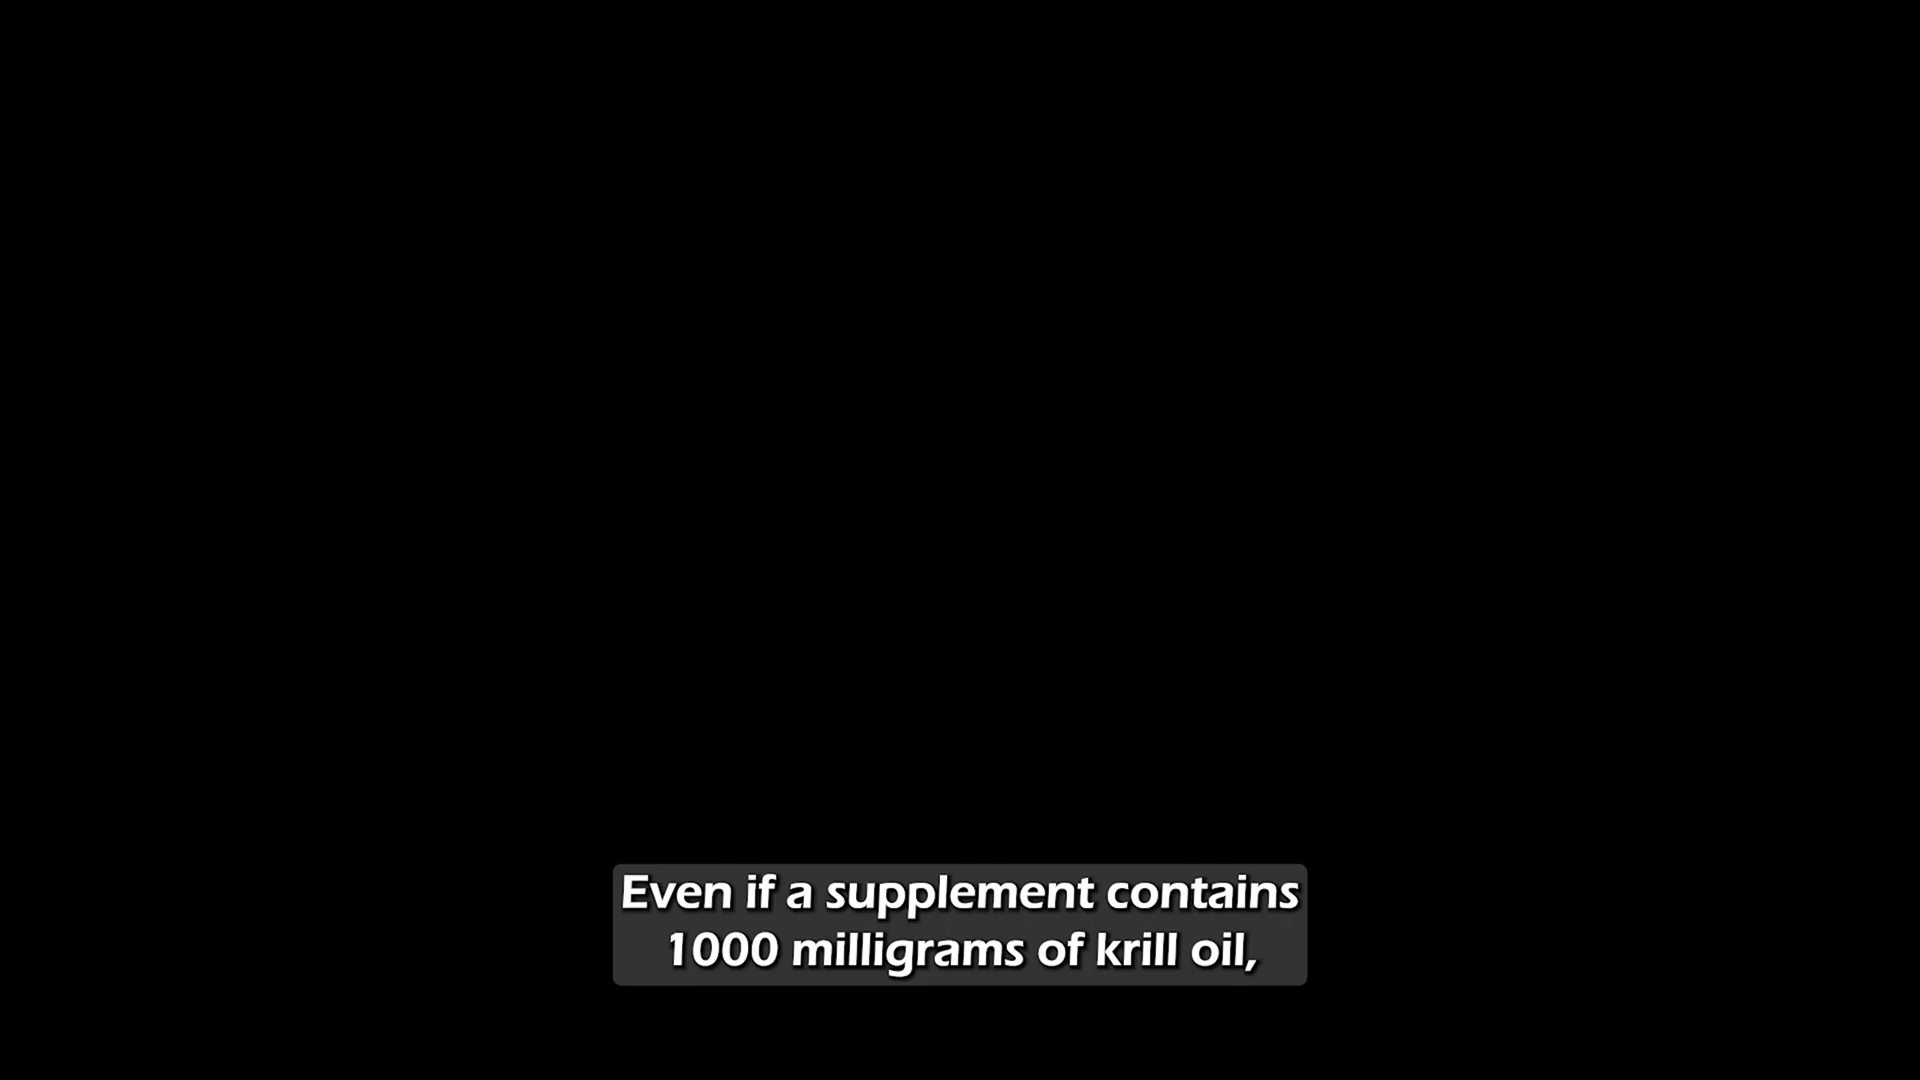 Even if a supplement contains
1000 milligrams of krill oil,